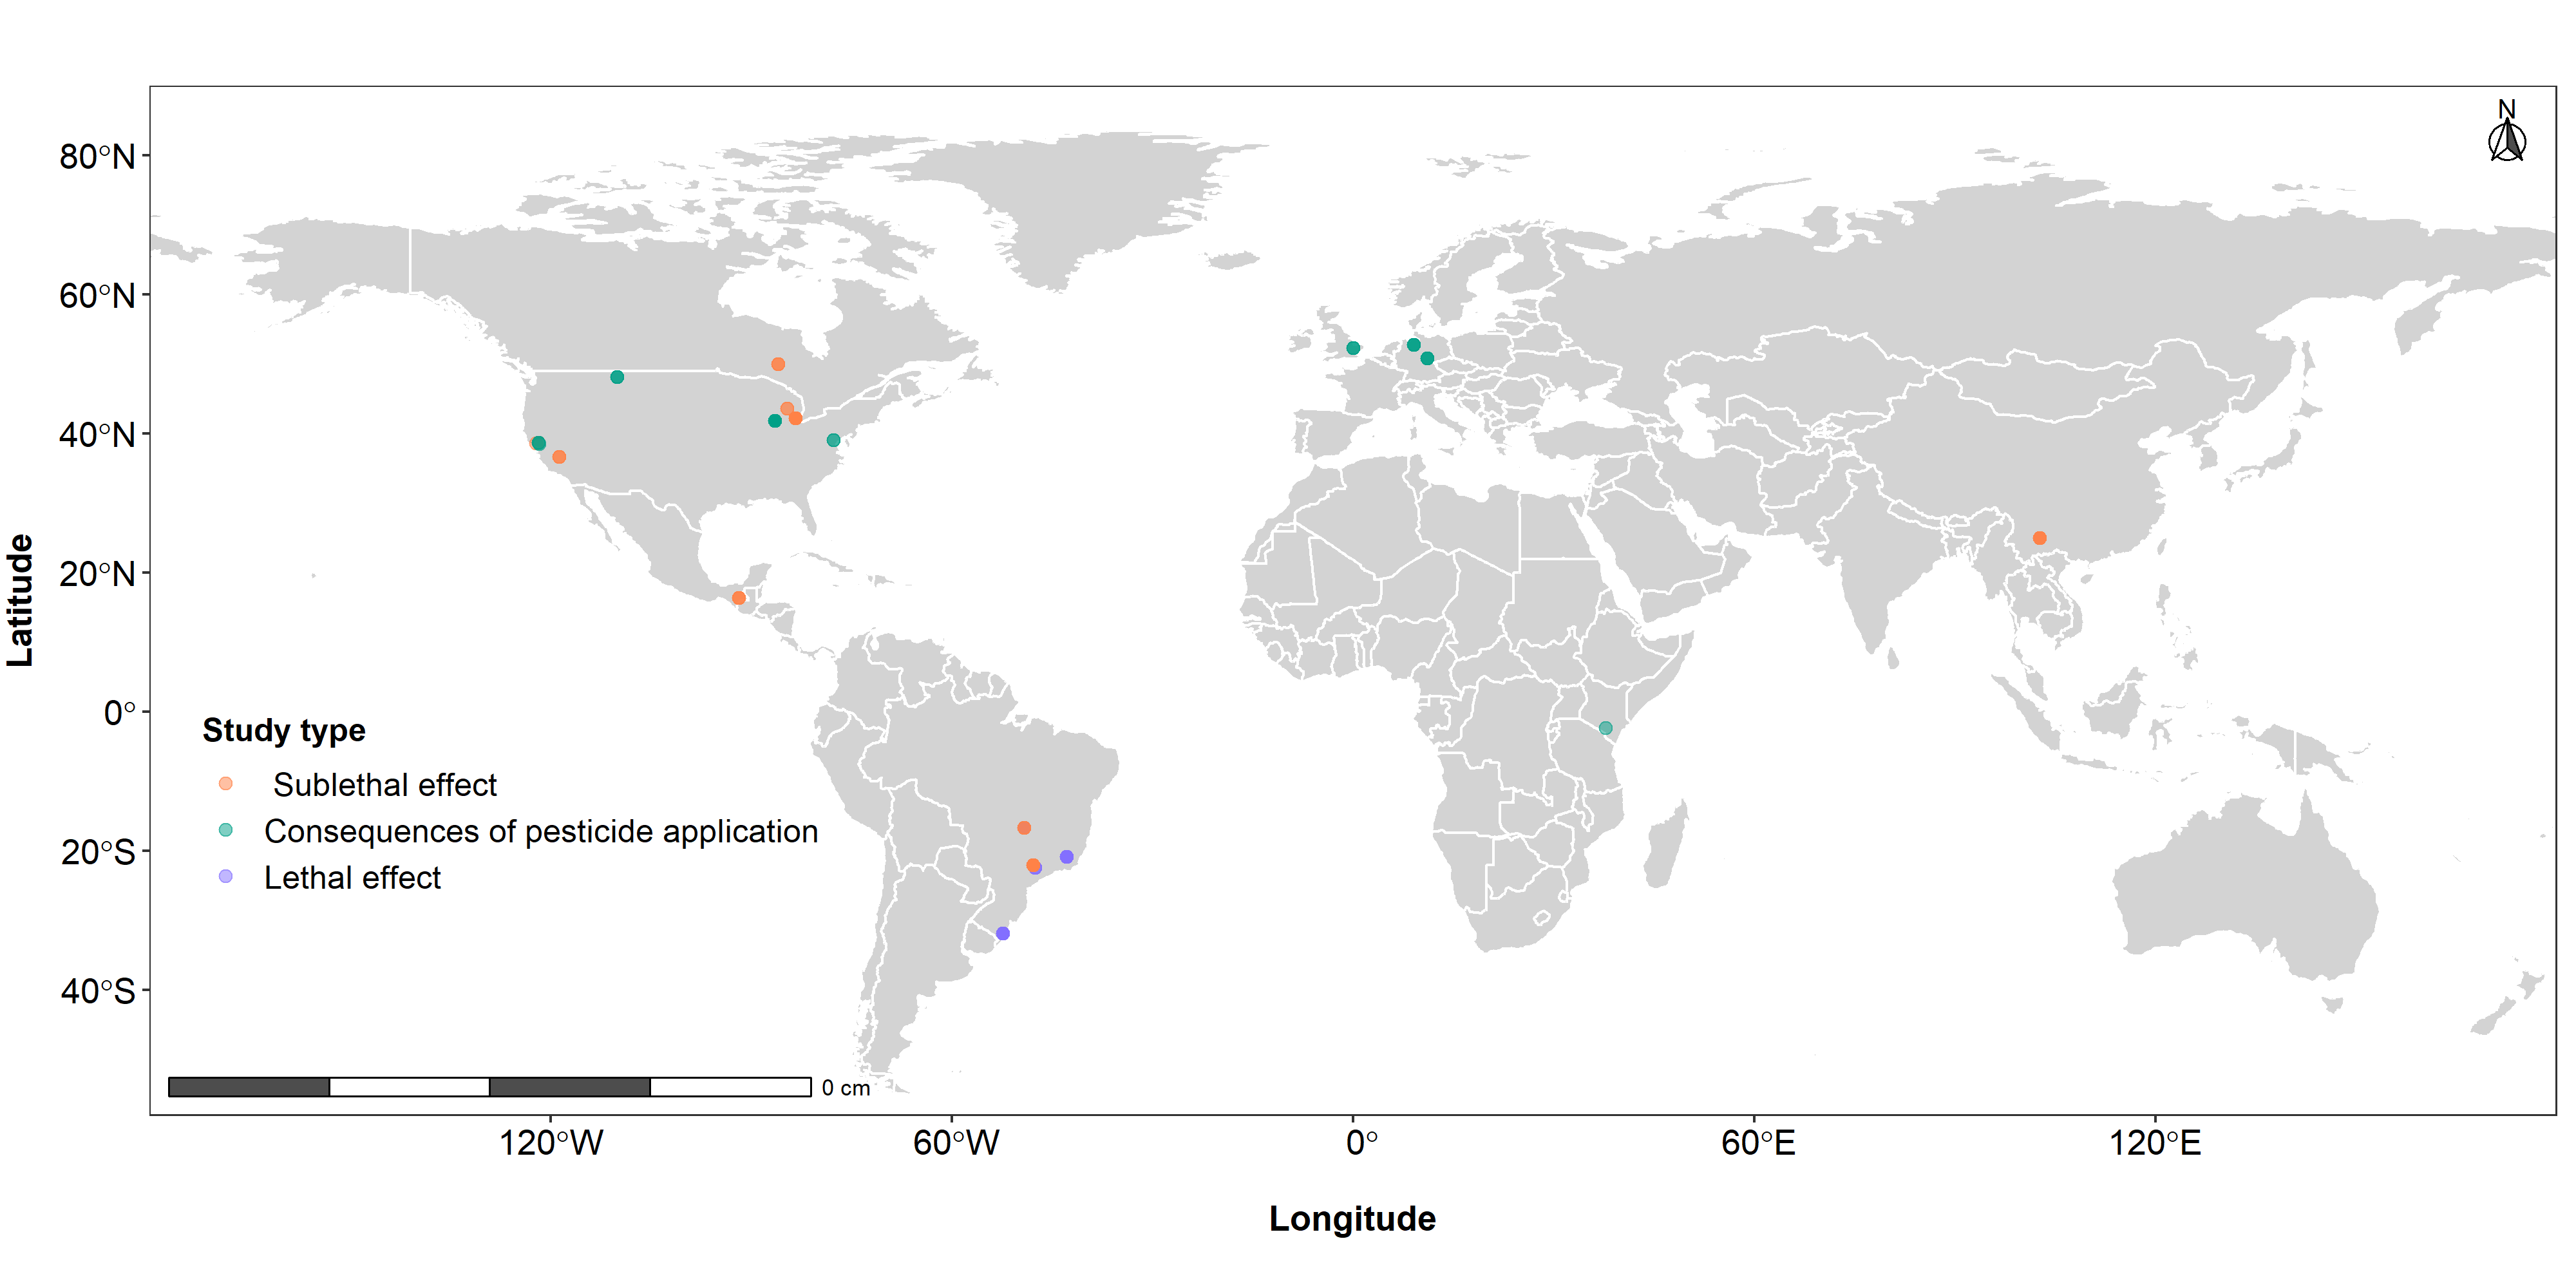 N
80°N
60°N
40°N
20°N
0°
20°S
40°S
Latitude
Study type
Sublethal effect
Consequences of pesticide application
Lethal effect
0 cm
120°W
60°W
0°
60°E
120°E
Longitude